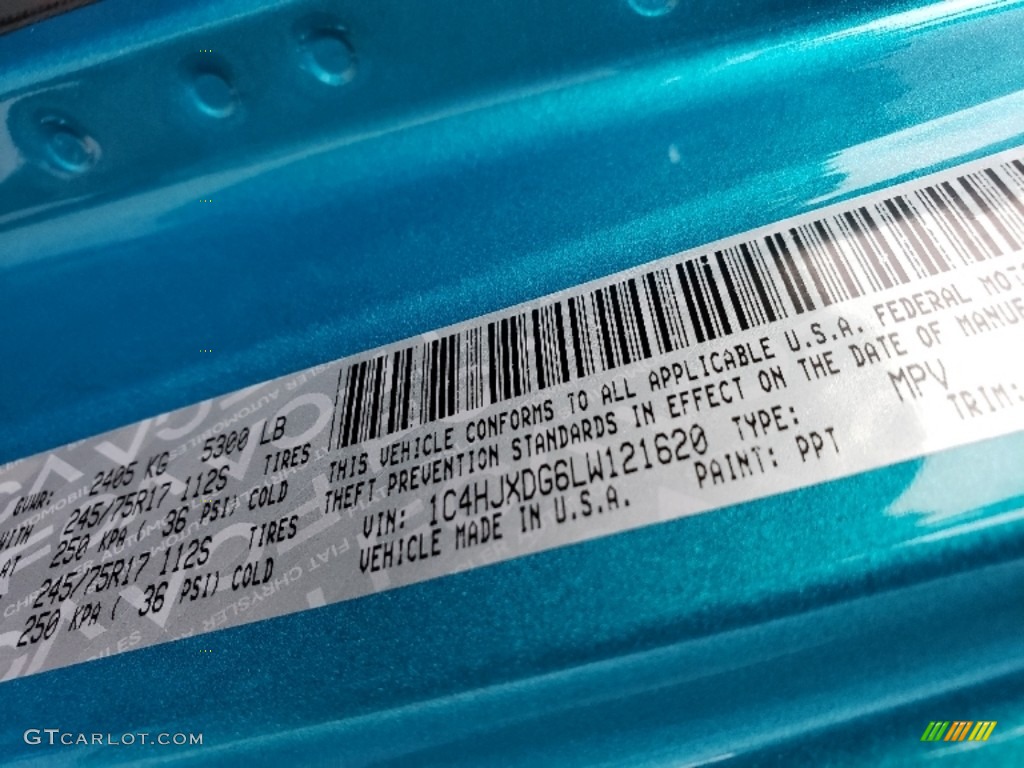 GVWR: 2405 KG 5300 LB
WITH 245/75R17 112S TIRES
AT 250 KPA ( 36 PSI) COLD
245/75R17 112S TIRES
250 KPA ( 36 PSI) COLD
THIS VEHICLE CONFORMS TO ALL APPLICABLE U.S.A. FEDERAL
THEFT PREVENTION STANDARDS IN EFFECT ON THE DATE OF
VIN: 1C4HJXDG6LW121620 TYPE: MPV
VEHICLE MADE IN U.S.A. PAINT: PPT TRIM:
GTCARLOT.COM